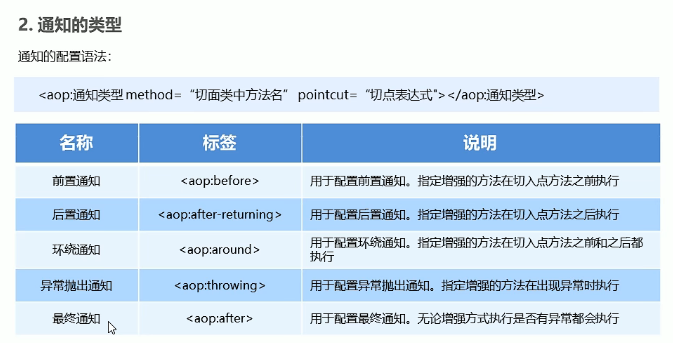 2. 通知的类型
通知的配置语法：
<aop:通知类型 method= “切面类中方法名” pointcut= “切点表达式"></aop:通知类型>
名称 标签 说明
前置通知 <aop:before> 用于配置前置通知。指定增强的方法在切入点方法之前执行
后置通知 <aop:after-returning> 用于配置后置通知。指定增强的方法在切入点方法之后执行
环绕通知 <aop:around> 用于配置环绕通知。指定增强的方法在切入点方法之前和之后都
执行
异常抛出通知 <aop:throwing> 用于配置异常抛出通知。指定增强的方法在出现异常时执行
最终通知 <aop:after> 用于配置最终通知。无论增强方式执行是否有异常都会执行